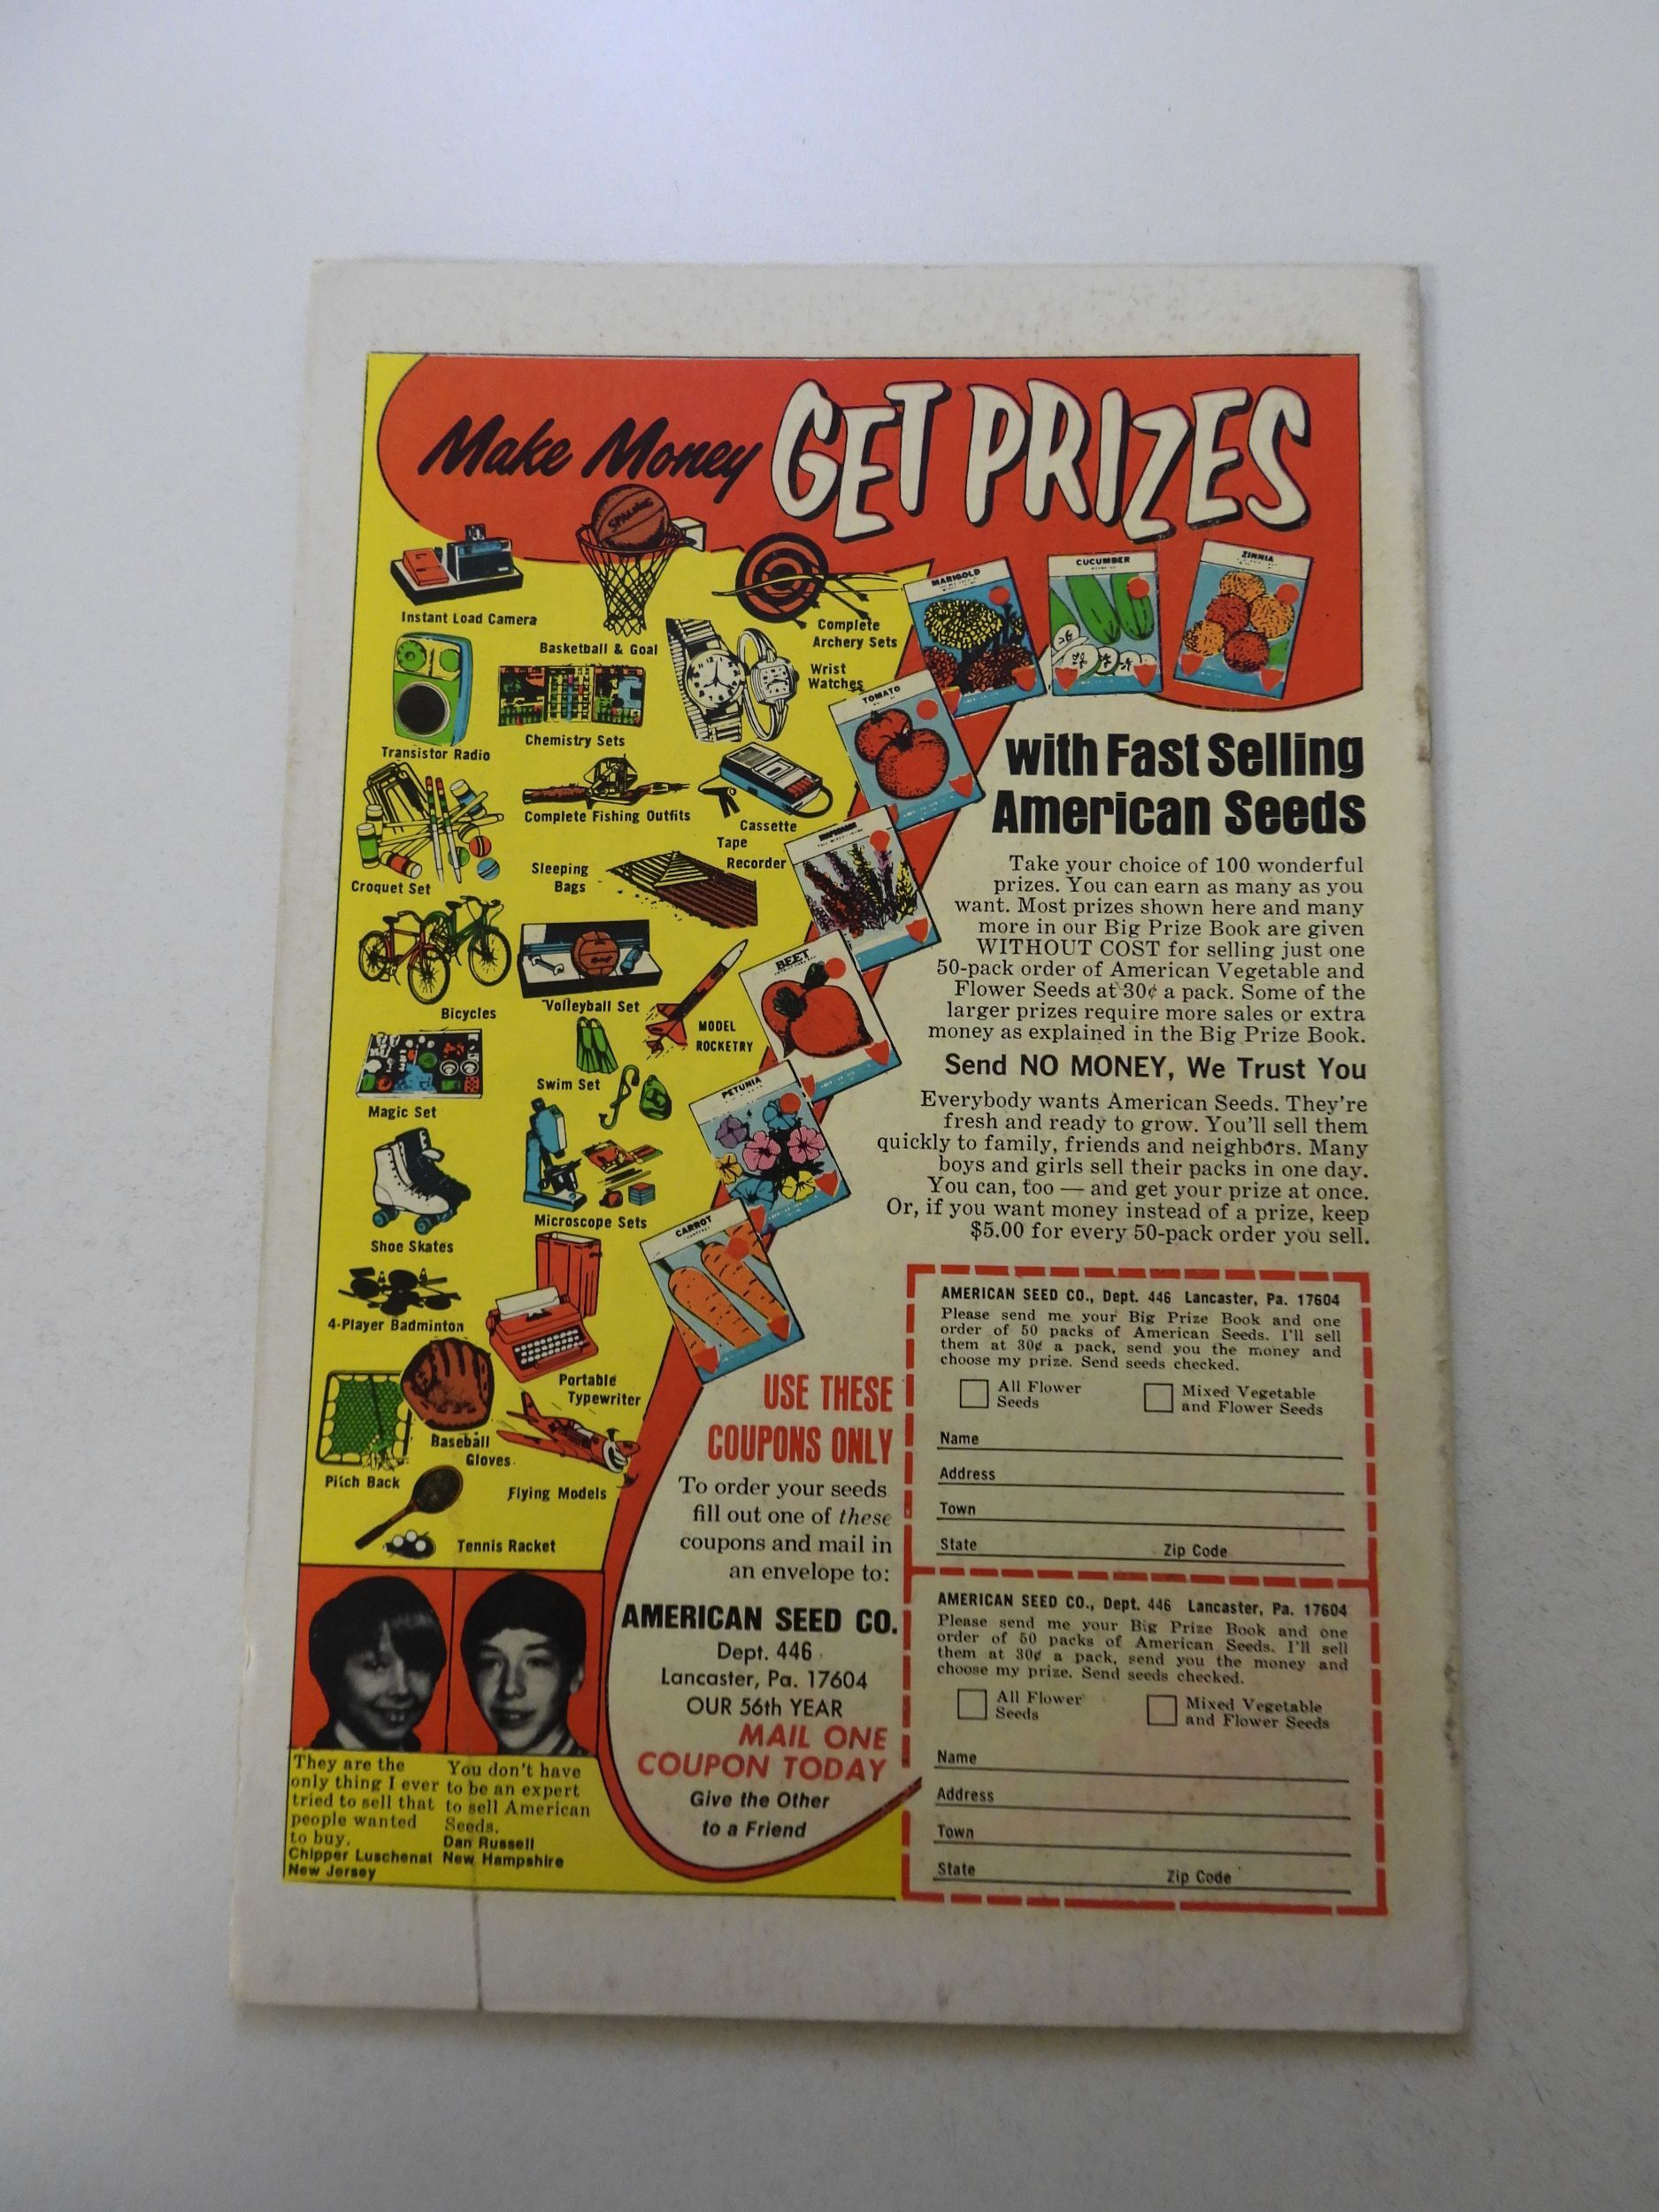 Make Money GET PRIZES
SPALDING
Instant Load Camera
Basketball & Goal
Complete
Archery Sets
Wrist
Watches
Transistor Radio
Chemistry Sets
Complete Fishing Outfits
Cassette
Tape
Recorder
Croquet Set
Sleeping
Bags
Bicycles
Volleyball Set
MODEL
ROCKETRY
Magic Set
Swim Set
Shoe Skates
Microscope Sets
4-Player Badminton
Portable
Typewriter
Pitch Back
Baseball
Gloves
Flying Models
Tennis Racket
MARIGOLD
CUCUMBER
ZINNIA
TOMATO
BEET
PETUNIA
CARROT
with Fast Selling
American Seeds
Take your choice of 100 wonderful
prizes. You can earn as many as you
want. Most prizes shown here and many
more in our Big Prize Book are given
WITHOUT COST for selling just one
50-pack order of American Vegetable and
Flower Seeds at 30¢ a pack. Some of the
larger prizes require more sales or extra
money as explained in the Big Prize Book.
Send NO MONEY, We Trust You
Everybody wants American Seeds. They're
fresh and ready to grow. You'll sell them
quickly to family, friends and neighbors. Many
boys and girls sell their packs in one day.
You can, too — and get your prize at once.
Or, if you want money instead of a prize, keep
$5.00 for every 50-pack order you sell.
USE THESE
COUPONS ONLY
To order your seeds
fill out one of these
coupons and mail in
an envelope to:
AMERICAN SEED CO.
Dept. 446
Lancaster, Pa. 17604
OUR 56th YEAR
MAIL ONE
COUPON TODAY
Give the Other
to a Friend
AMERICAN SEED CO., Dept. 446 Lancaster, Pa. 17604
Please send me your Big Prize Book and one
order of 50 packs of American Seeds. I'll sell
them at 30¢ a pack, send you the money and
choose my prize. Send seeds checked.
All Flower
Seeds
Mixed Vegetable
and Flower Seeds
Name
Address
Town
State Zip Code
AMERICAN SEED CO., Dept. 446 Lancaster, Pa. 17604
Please send me your Big Prize Book and one
order of 50 packs of American Seeds. I'll sell
them at 30¢ a pack, send you the money and
choose my prize. Send seeds checked.
All Flower
Seeds
Mixed Vegetable
and Flower Seeds
Name
Address
Town
State Zip Code
They are the
only thing I ever
tried to sell that
people wanted
to buy.
Chipper Luschenat
New Jersey
You don't have
to be an expert
to sell American
Seeds.
Dan Russell
New Hampshire